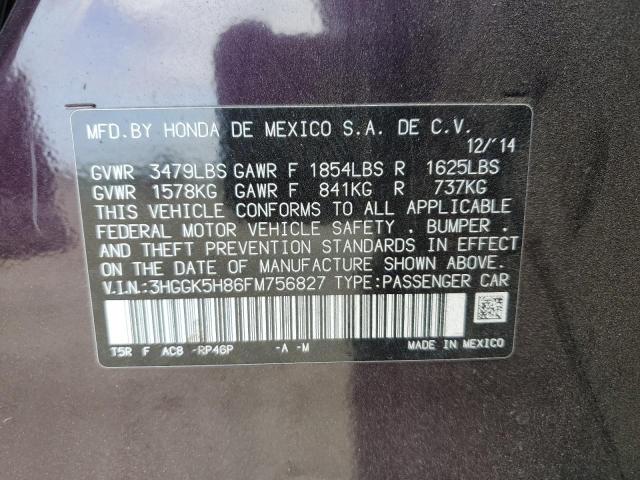 MFD. BY HONDA DE MEXICO S.A. DE C.V.
12/'14
GVWR 3479LBS GAWR F 1854LBS R 1625LBS
GVWR 1578KG GAWR F 841KG R 737KG
THIS VEHICLE CONFORMS TO ALL APPLICABLE
FEDERAL MOTOR VEHICLE SAFETY . BUMPER .
AND THEFT PREVENTION STANDARDS IN EFFECT
ON THE DATE OF MANUFACTURE SHOWN ABOVE.
V.I.N.:3HGGK5H86FM756827 TYPE:PASSENGER CAR
T5R F AC8 -RP46P -A -M MADE IN MEXICO